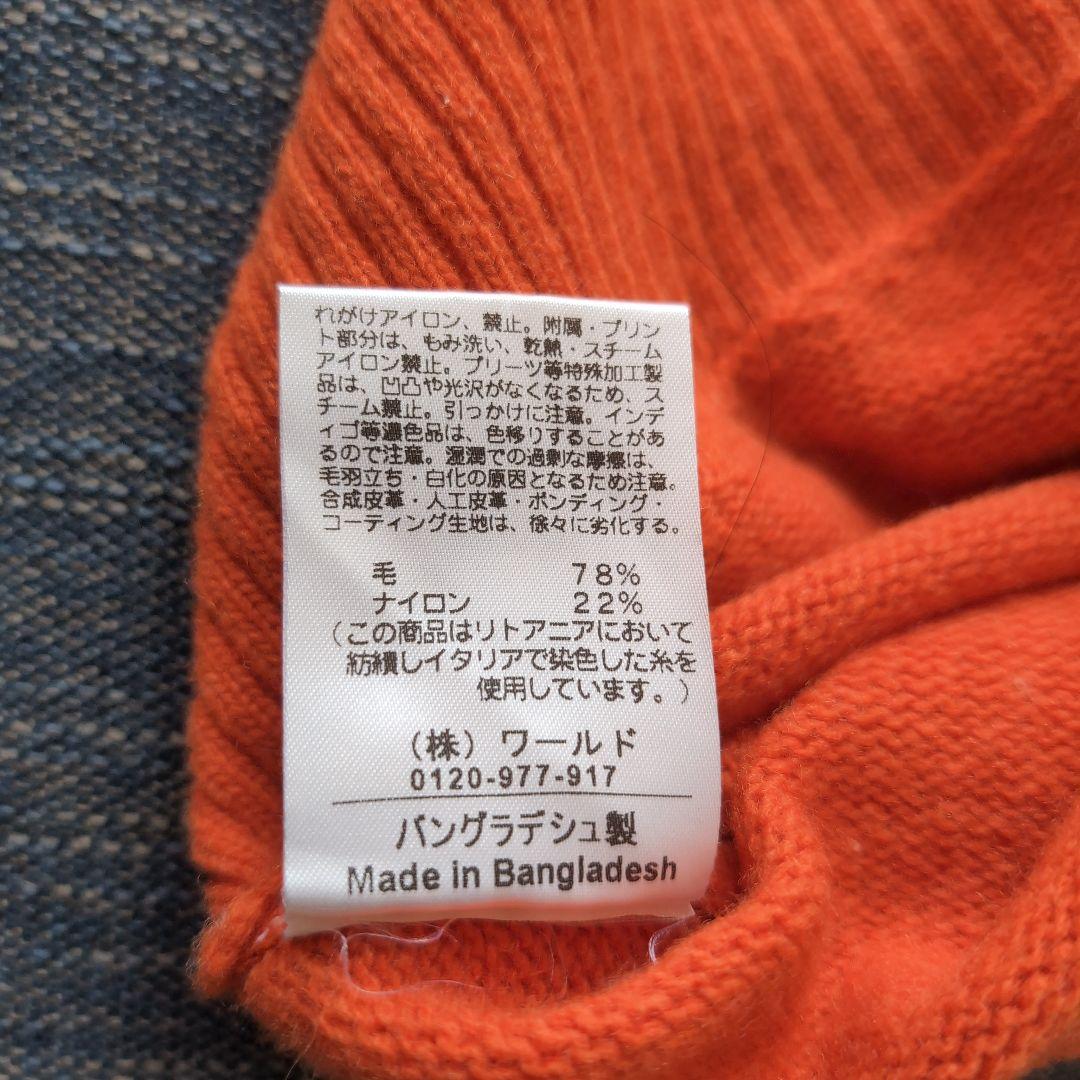 れがけアイロン、禁止。附属・プリン
ト部分は、もみ洗い、乾熱・スチーム
アイロン禁止。プリーツ等特殊加工製
品は、凹凸や光沢がなくなるため、ス
チーム禁止。引っかけに注意。インデ
ィゴ等濃色品は、色移りすることがあ
るので注意。湿潤での過剰な摩擦は、
毛羽立ち・白化の原因となるため注意。
合成皮革・人工皮革・ボンディング・
コーティング生地は、徐々に劣化する。
毛 78%
ナイロン 22%
(この商品はリトアニアにおいて
紡績しイタリアで染色した糸を
使用しています。)
(株)ワールド
0120-977-917
バングラデシュ製
Made in Bangladesh